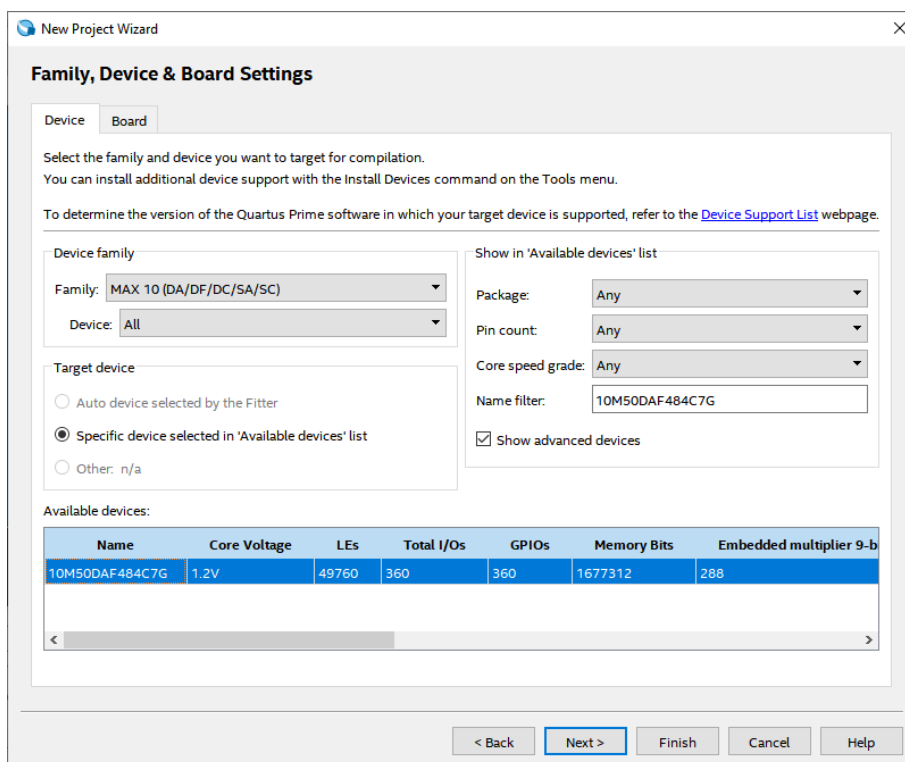 New Project Wizard
Family, Device & Board Settings
Device
Board
Select the family and device you want to target for compilation.
You can install additional device support with the Install Devices command on the Tools menu.
To determine the version of the Quartus Prime software in which your target device is supported, refer to the Device Support List webpage.
Device family
Family: MAX 10 (DA/DF/DC/SA/SC)
Device: All
Target device
Auto device selected by the Fitter
Specific device selected in 'Available devices' list
Other: n/a
Show in 'Available devices' list
Package: Any
Pin count: Any
Core speed grade: Any
Name filter: 10M50DAF484C7G
Show advanced devices
Available devices:
Name Core Voltage LEs Total I/Os GPIOs Memory Bits Embedded multiplier 9-b
10M50DAF484C7G 1.2V 49760 360 360 1677312 288
< Back Next > Finish Cancel Help